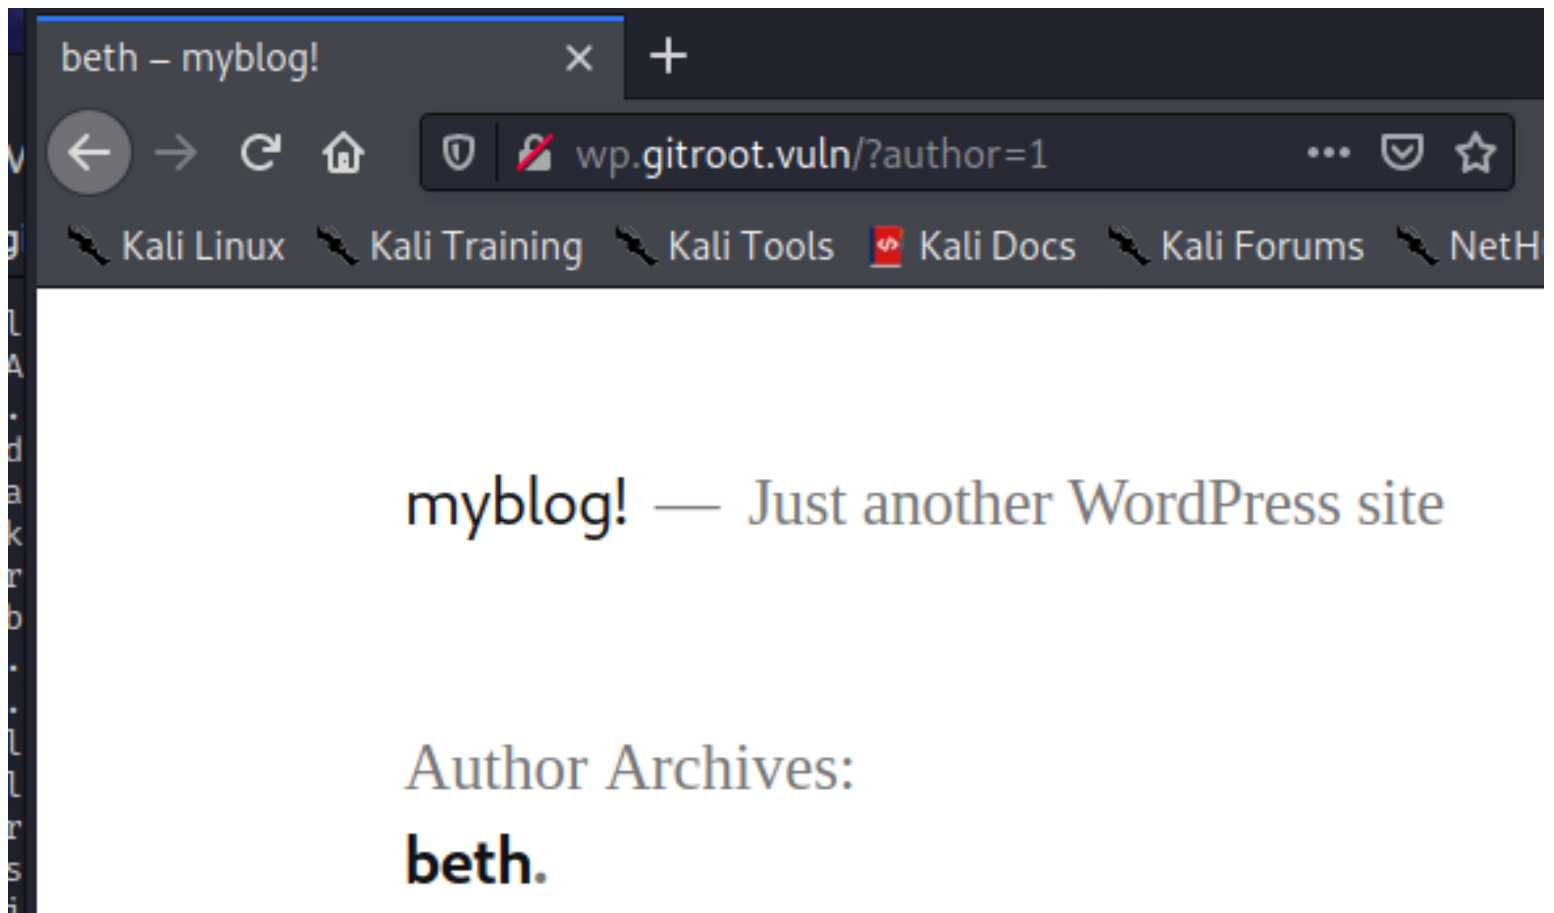 beth – myblog!
wp.gitroot.vuln/?author=1
Kali Linux Kali Training Kali Tools Kali Docs Kali Forums
myblog! — Just another WordPress site
Author Archives:
beth.